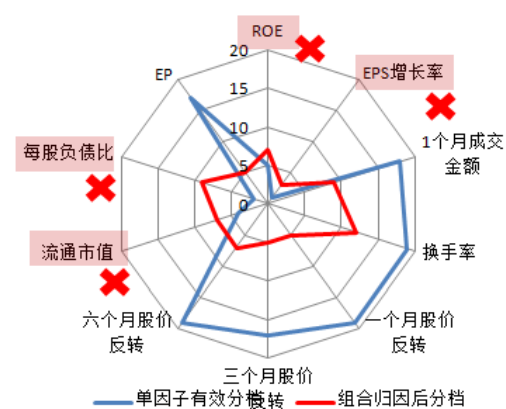 ROE
20
EP
EPS增长率
15
10
每股负债比
1个月成交
金额
5
0
流通市值
换手率
六个月股价
反转
一个月股价
反转
三个月股价
反转
单因子有效分档
组合归因后分档